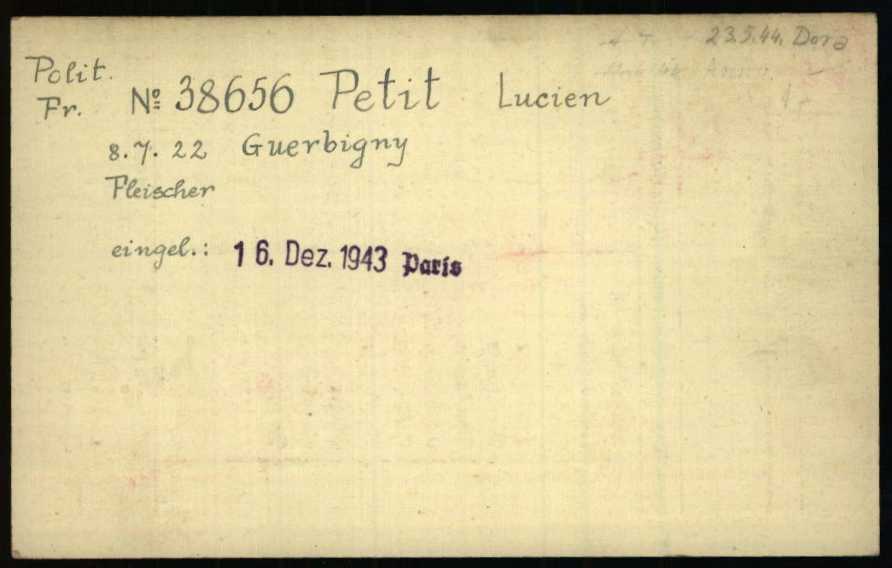 23.5.44. Dora
Polit.
Fr. № 38656 Petit Lucien
8.7.22 Guerbigny
Fleischer
eingel.: 16. Dez. 1943 Paris